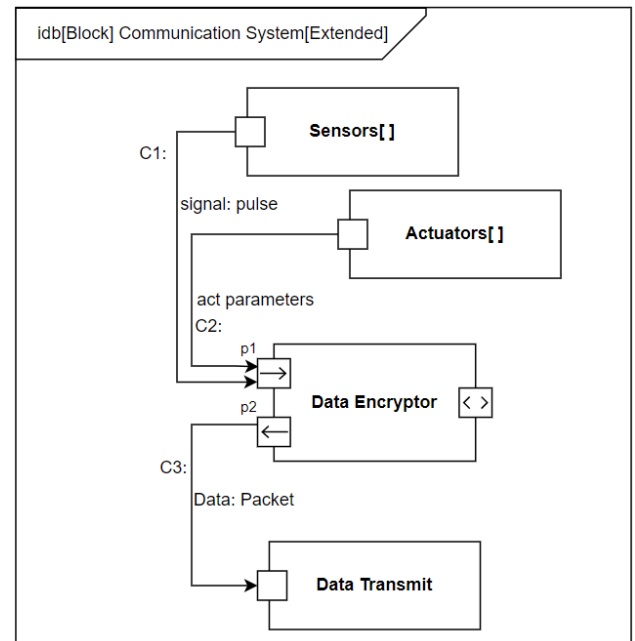 idb[Block] Communication System[Extended]
Sensors[ ]
C1:
signal: pulse
Actuators[ ]
act parameters
C2:
p1
Data Encryptor
< >
p2
C3:
Data: Packet
Data Transmit